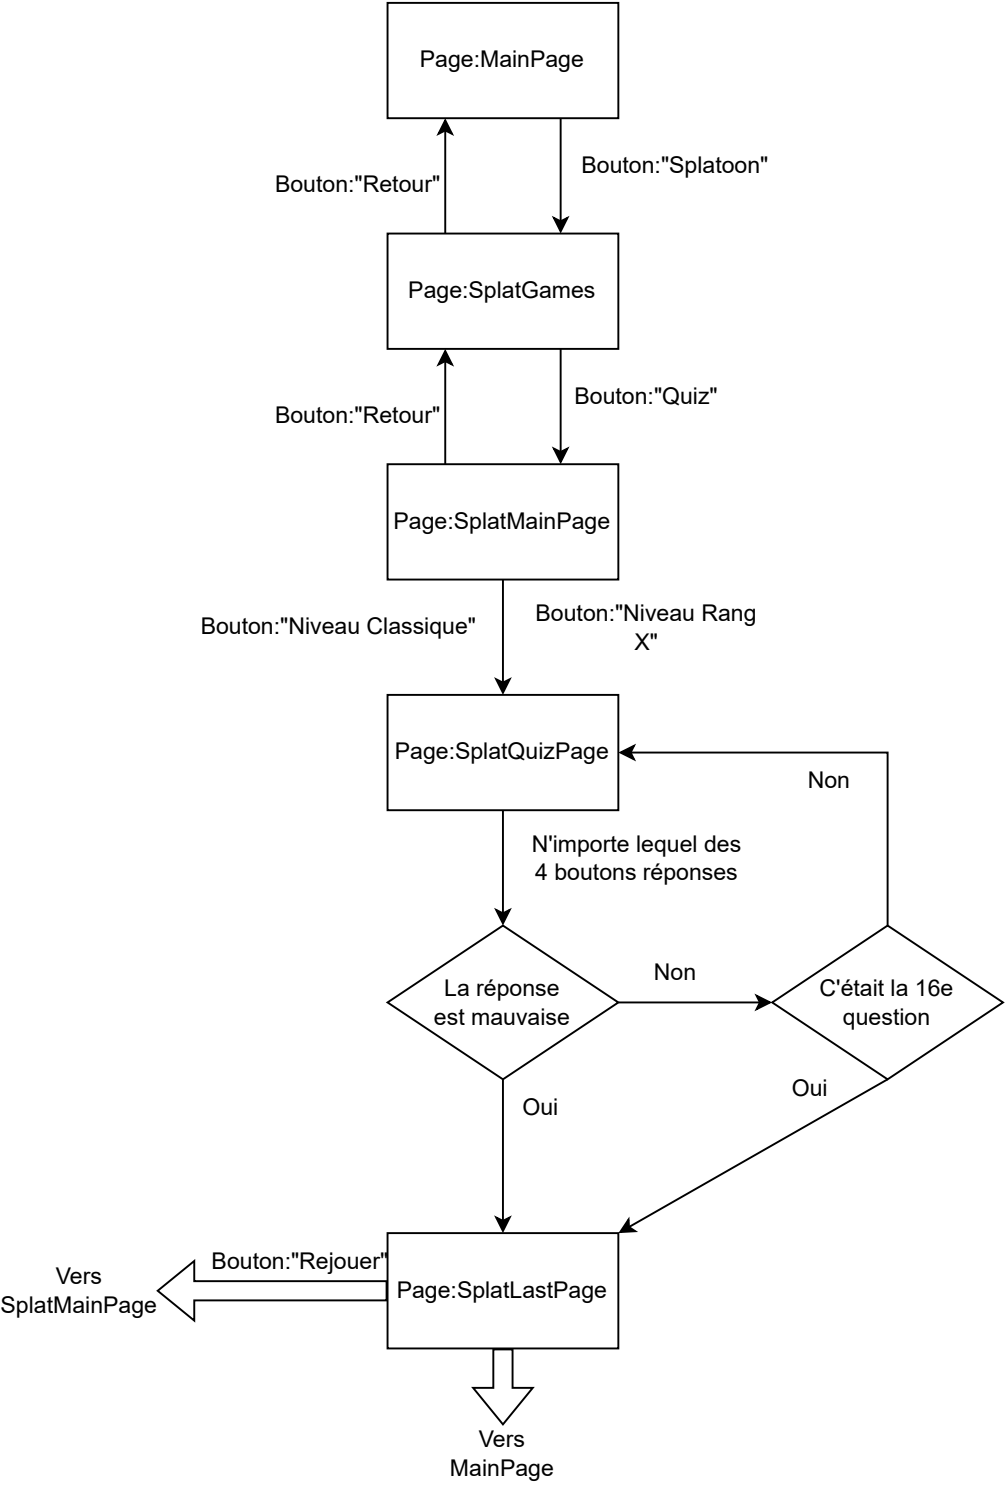 Page:MainPage
Bouton:"Splatoon"
Bouton:"Retour"
Page:SplatGames
Bouton:"Quiz"
Bouton:"Retour"
Page:SplatMainPage
Bouton:"Niveau Classique"
Bouton:"Niveau Rang
X"
Page:SplatQuizPage
Non
N'importe lequel des
4 boutons réponses
La réponse
est mauvaise
Non
C'était la 16e
question
Oui
Oui
Bouton:"Rejouer"
Vers
SplatMainPage
Page:SplatLastPage
Vers
MainPage